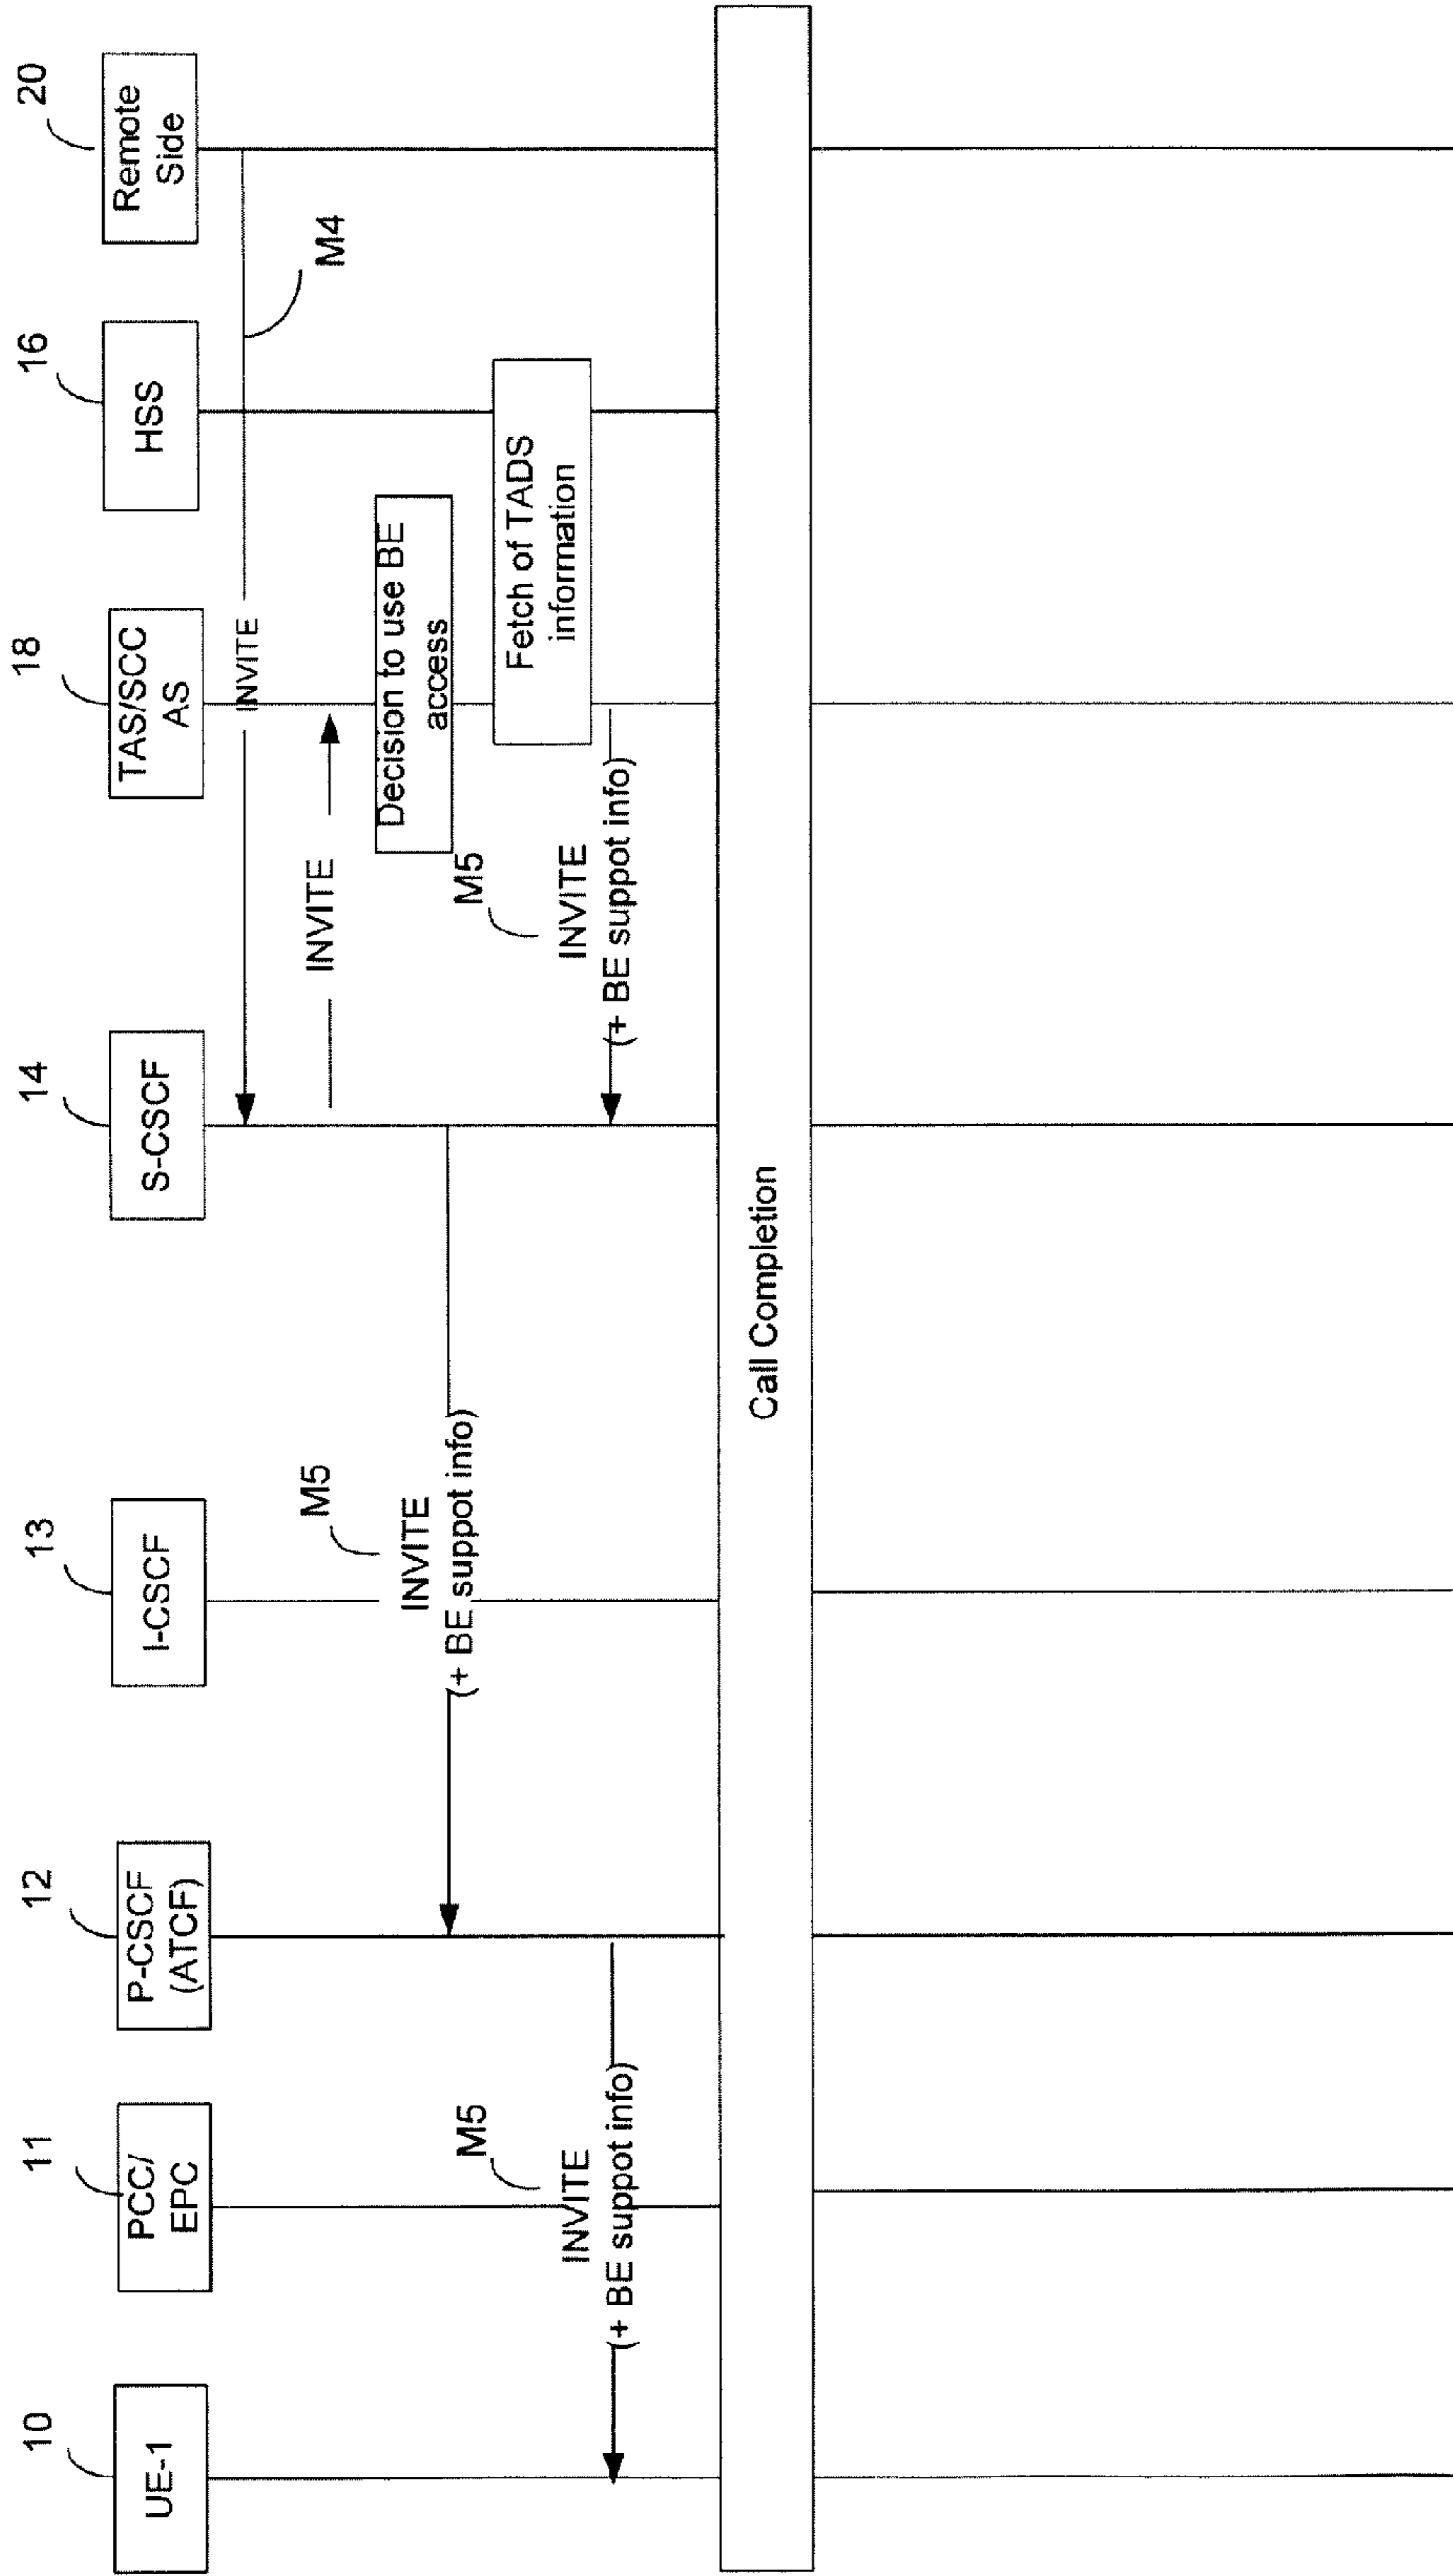 10
11
12
13
14
18
16
20
UE-1
PCC/
EPC
P-CSCF
(ATCF)
I-CSCF
S-CSCF
TAS/SCC
AS
HSS
Remote
Side
INVITE
M4
INVITE
Decision to use BE
access
M5
INVITE
(+ BE suppot info)
M5
INVITE
(+ BE suppot info)
Fetch of TADS
information
M5
INVITE
(+ BE suppot info)
Call Completion